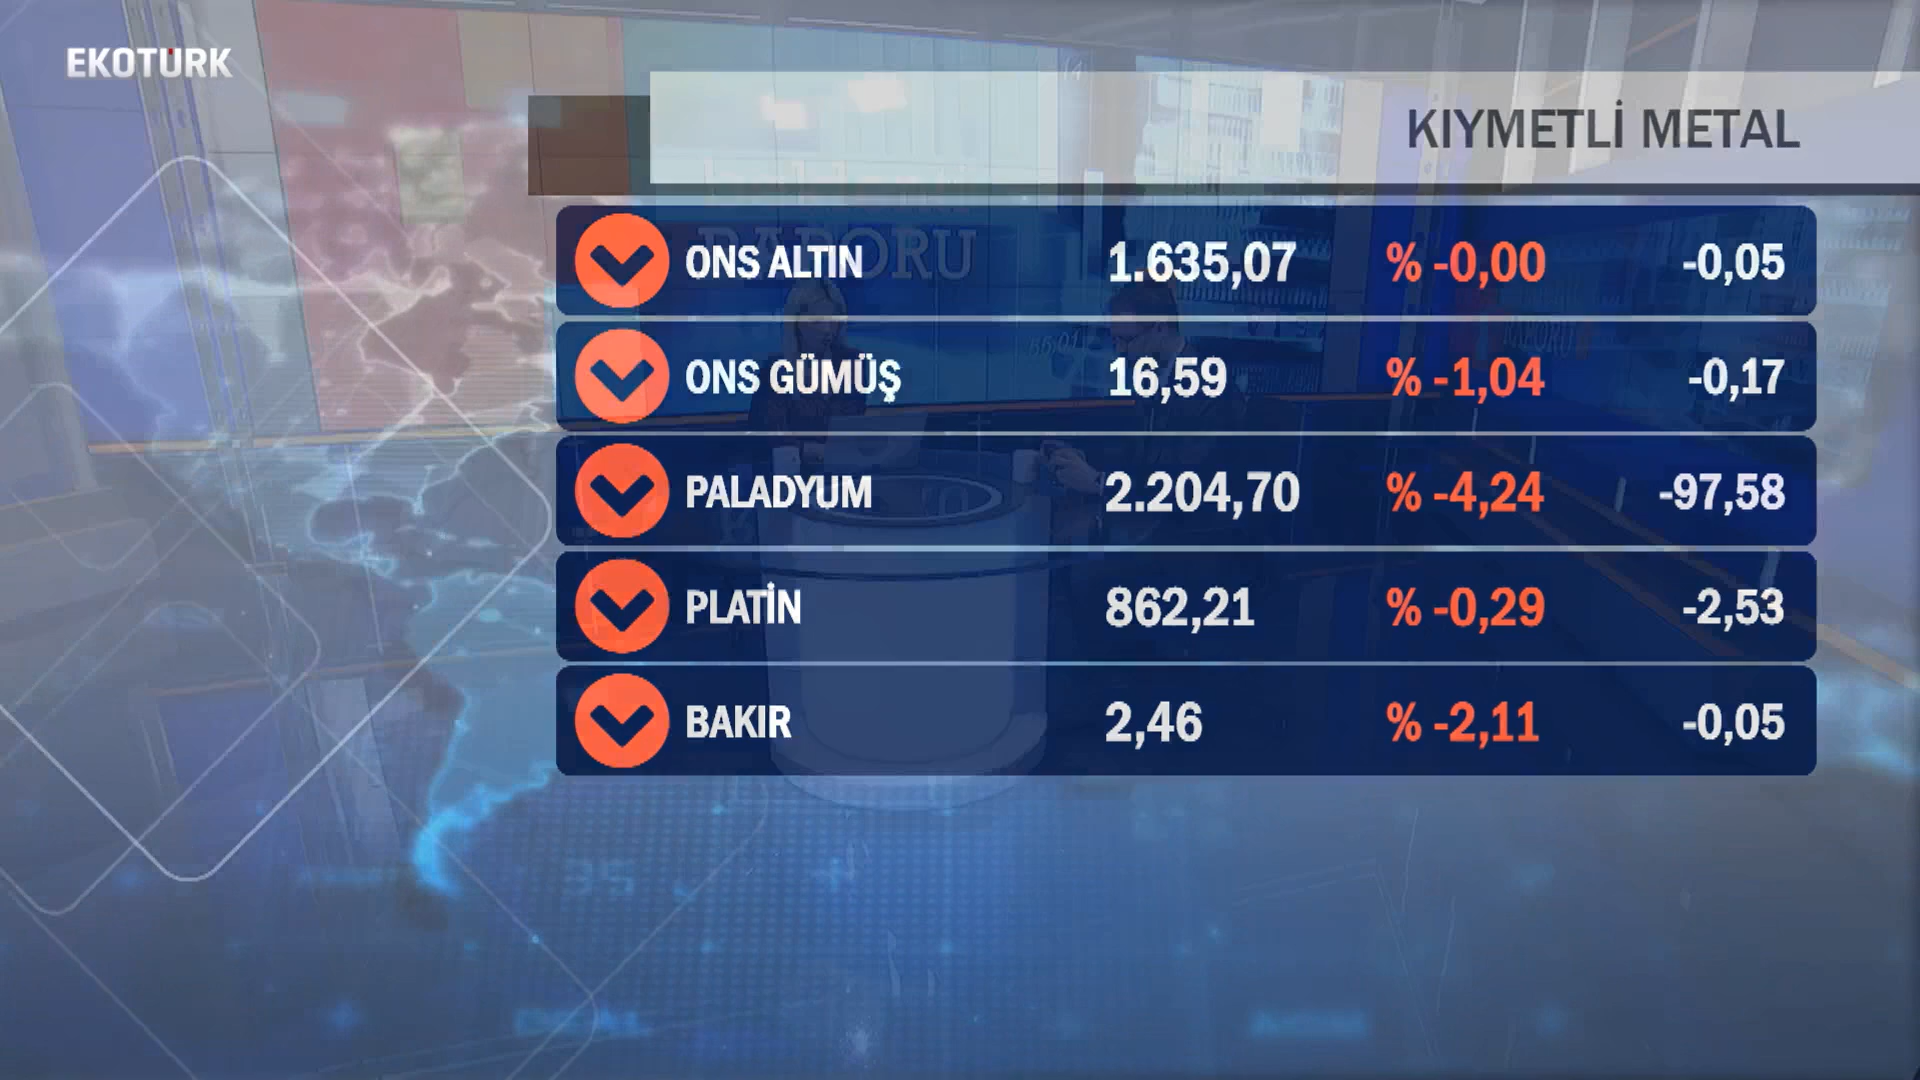 EKOTÜRK
KIYMETLİ METAL
ONS ALTIN 1.635,07 % -0,00 -0,05
ONS GÜMÜŞ 16,59 % -1,04 -0,17
PALADYUM 2.204,70 % -4,24 -97,58
PLATİN 862,21 % -0,29 -2,53
BAKIR 2,46 % -2,11 -0,05